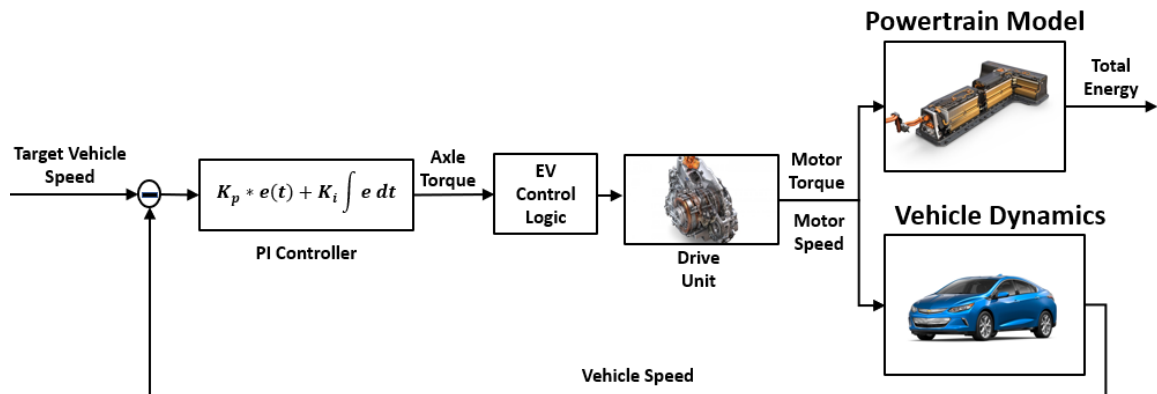 Powertrain Model
Total
Energy
Target Vehicle
Speed
K_p * e(t) + K_i ∫ e dt
PI Controller
Axle
Torque
EV
Control
Logic
Drive
Unit
Motor
Torque
Motor
Speed
Vehicle Dynamics
Vehicle Speed